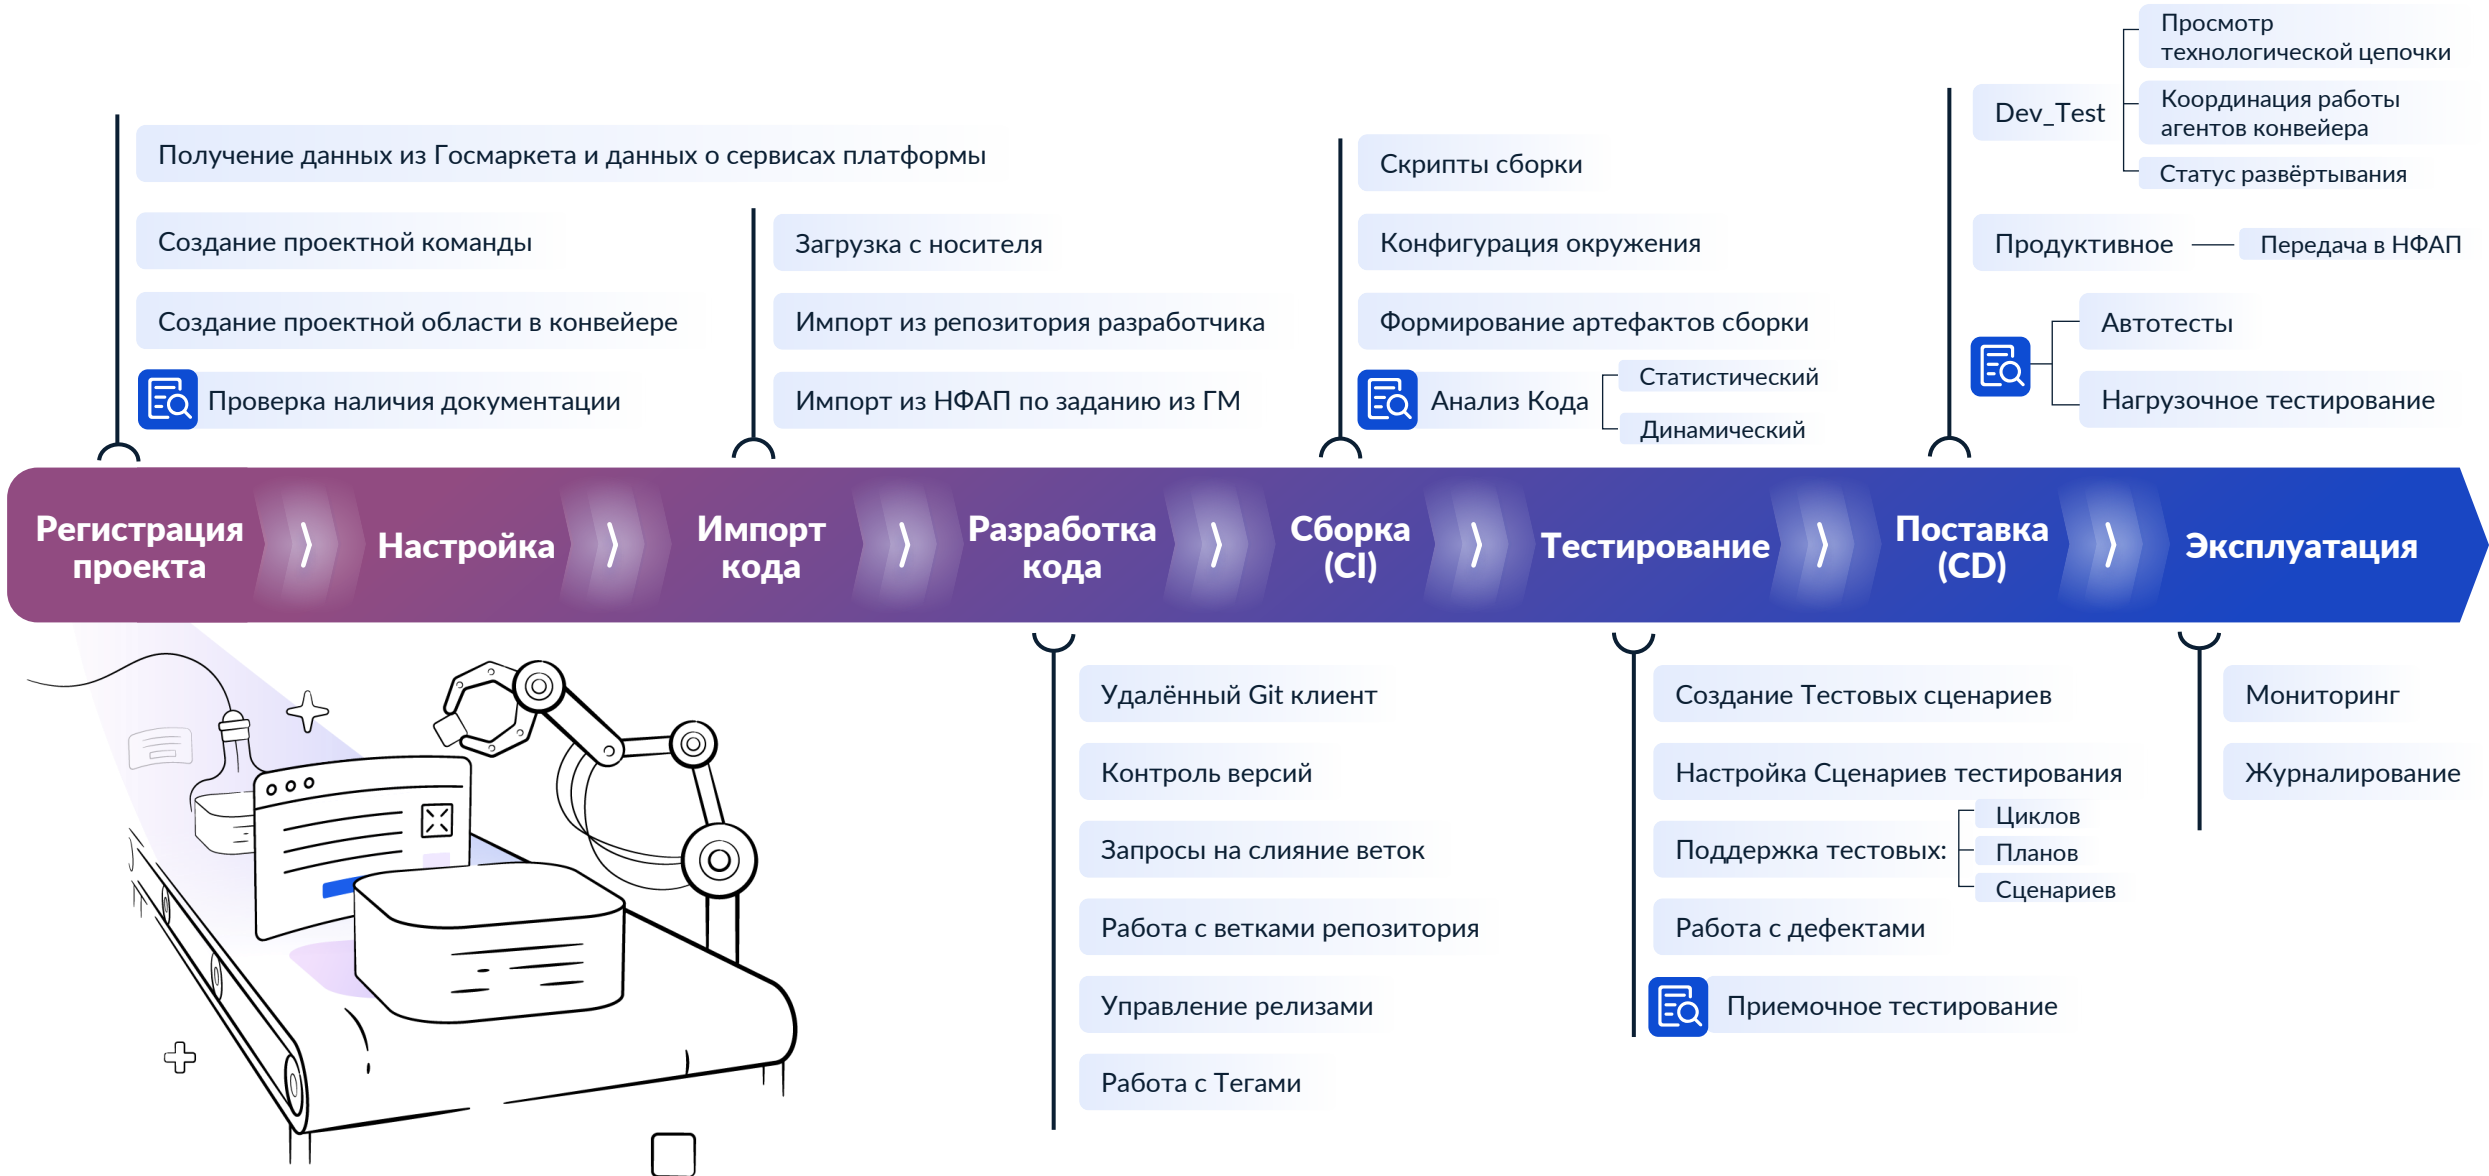 Получение данных из Госмаркета и данных о сервисах платформы
Создание проектной команды
Создание проектной области в конвейере
Проверка наличия документации
Загрузка с носителя
Импорт из репозитория разработчика
Импорт из НФАП по заданию из ГМ
Скрипты сборки
Конфигурация окружения
Формирование артефактов сборки
Анализ Кода
Статистический
Динамический
Dev_Test
Просмотр
технологической цепочки
Координация работы
агентов конвейера
Статус развёртывания
Продуктивное
Передача в НФАП
Автотесты
Нагрузочное тестирование
Регистрация
проекта
Настройка
Импорт
кода
Разработка
кода
Сборка
(CI)
Тестирование
Поставка
(CD)
Эксплуатация
Удалённый Git клиент
Контроль версий
Запросы на слияние веток
Работа с ветками репозитория
Управление релизами
Работа с Тегами
Создание Тестовых сценариев
Настройка Сценариев тестирования
Поддержка тестовых:
Циклов
Планов
Сценариев
Работа с дефектами
Приемочное тестирование
Мониторинг
Журналирование